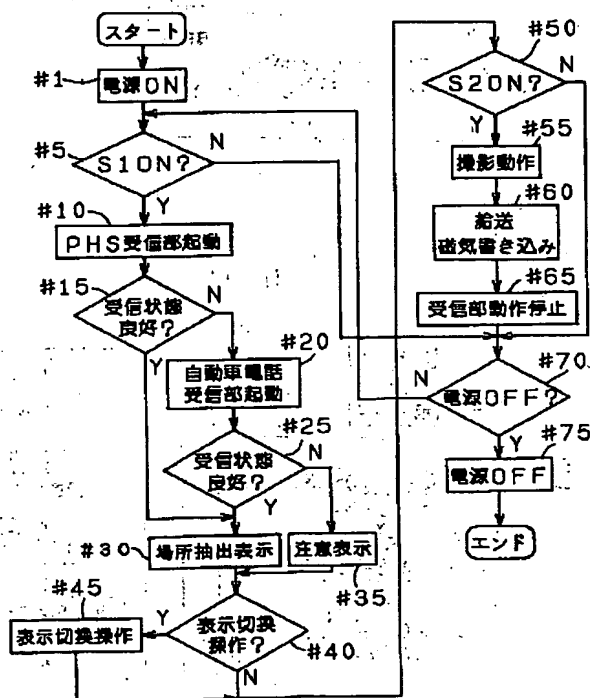 スタート
#1
電源ON
#5
S1ON?
N
Y
#10
PHS受信部起動
#15
受信状態
良好?
N
Y
#20
自動車電話
受信部起動
#25
受信状態
良好?
N
Y
#30
場所抽出表示
注意表示
#35
#45
表示切換操作
Y
表示切換
操作?
#40
N
#50
S2ON?
N
Y
#55
撮影動作
#60
給送
磁気書き込み
#65
受信部動作停止
#70
N
電源OFF?
Y
#75
電源OFF
エンド